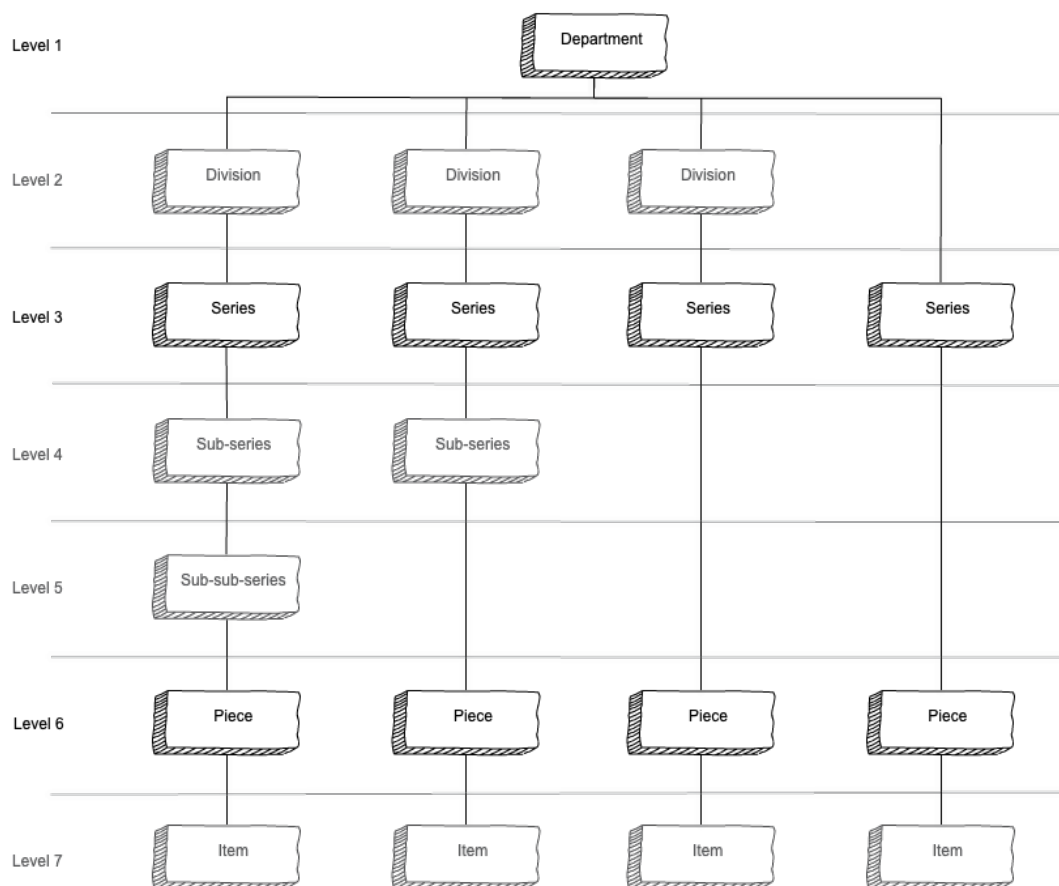 Level 1
Department
Level 2
Division
Division
Division
Level 3
Series
Series
Series
Series
Level 4
Sub-series
Sub-series
Level 5
Sub-sub-series
Level 6
Piece
Piece
Piece
Piece
Level 7
Item
Item
Item
Item